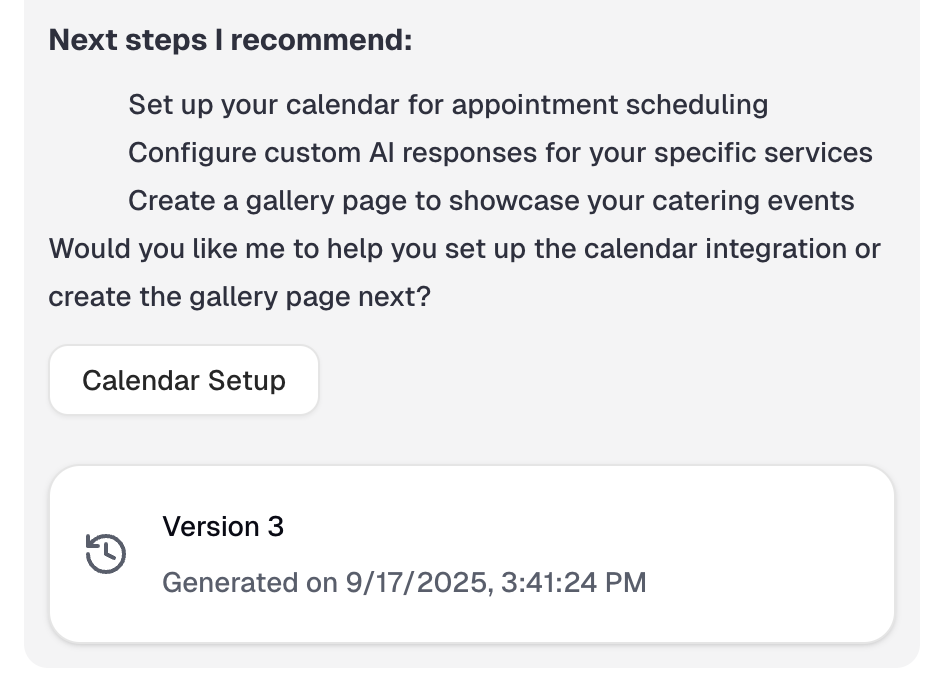 Next steps I recommend:
Set up your calendar for appointment scheduling
Configure custom AI responses for your specific services
Create a gallery page to showcase your catering events
Would you like me to help you set up the calendar integration or
create the gallery page next?
Calendar Setup
Version 3
Generated on 9/17/2025, 3:41:24 PM